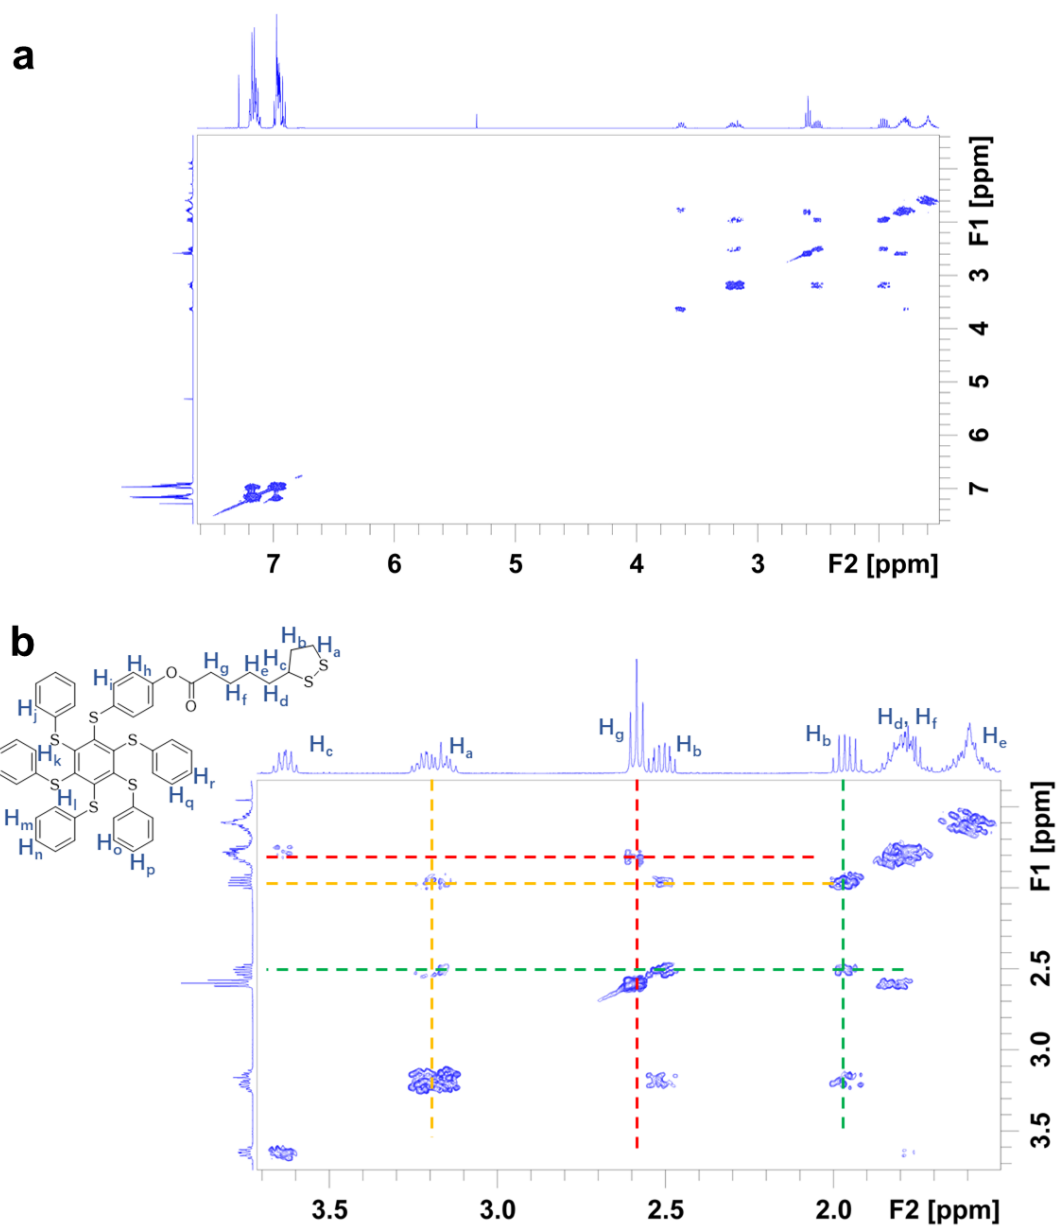 a
F1 [ppm]
3
4
5
6
7
7 6 5 4 3 F2 [ppm]
b
Hb
Ha
Hc
Hg
He
Hh
Hi
O
S
Hf
Hd
S
O
Hj
S
S
S
Hk
Hr
S
S
Hl
S
Hq
Hm
Hn
Ho
Hp
Hc Ha Hg Hb Hb Hd, Hf He
F1 [ppm]
2.5
3.0
3.5
3.5 3.0 2.5 2.0 F2 [ppm]